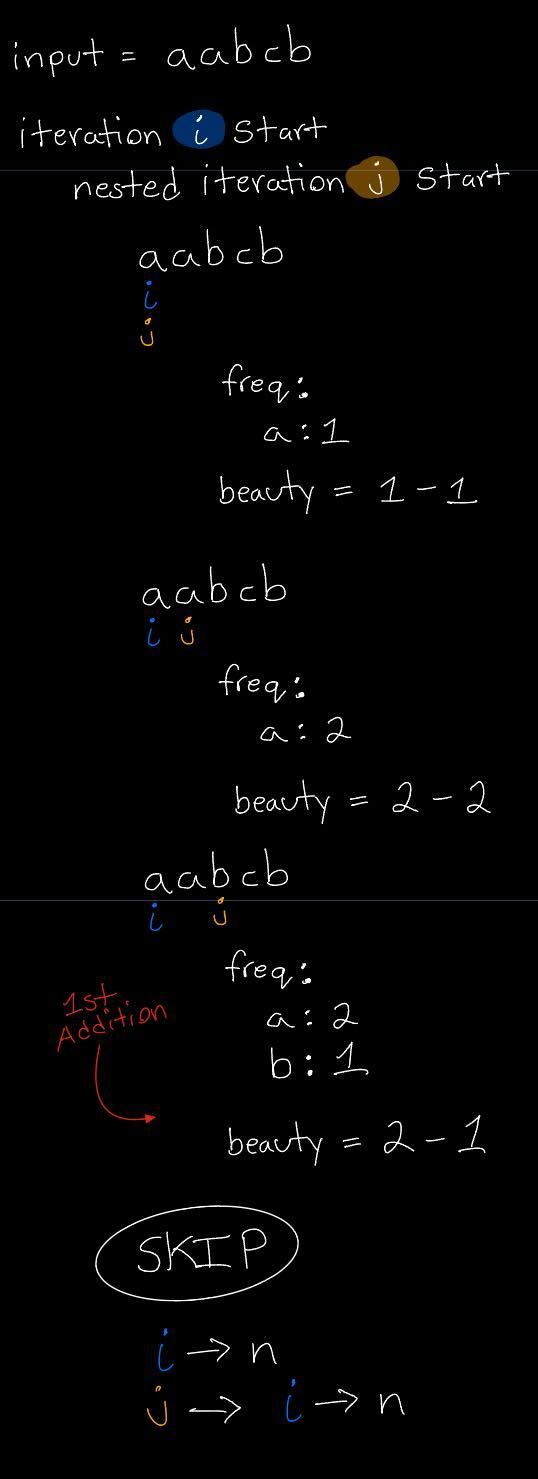 input = aabcb
iteration i Start
nested iteration j Start
aabcb
i
j
freq:
a : 1
beauty = 1 - 1
aabcb
i j
freq:
a : 2
beauty = 2 - 2
aabcb
i j
freq:
a : 2
b : 1
1st
Addition
beauty = 2 - 1
SKIP
i → n
j → i → n